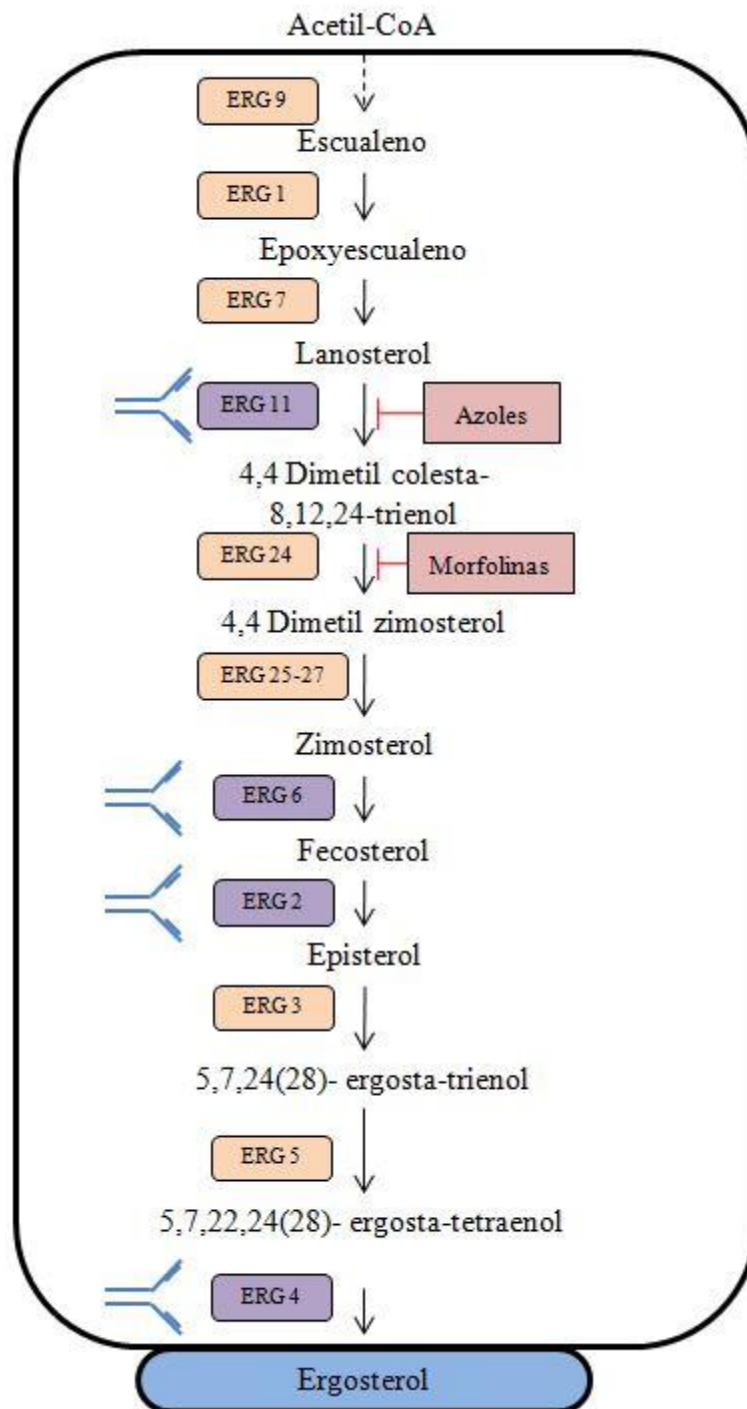 Acetil-CoA
ERG 9
Escualeno
ERG 1
Epoxyescualeno
ERG 7
Lanosterol
ERG 11
Azoles
4,4 Dimetil colesta-
8,12,24-trienol
ERG 24
Morfolinas
4,4 Dimetil zimosterol
ERG 25-27
Zimosterol
ERG 6
Fecosterol
ERG 2
Episterol
ERG 3
5,7,24(28)- ergosta-trienol
ERG 5
5,7,22,24(28)- ergosta-tetraenol
ERG 4
Ergosterol